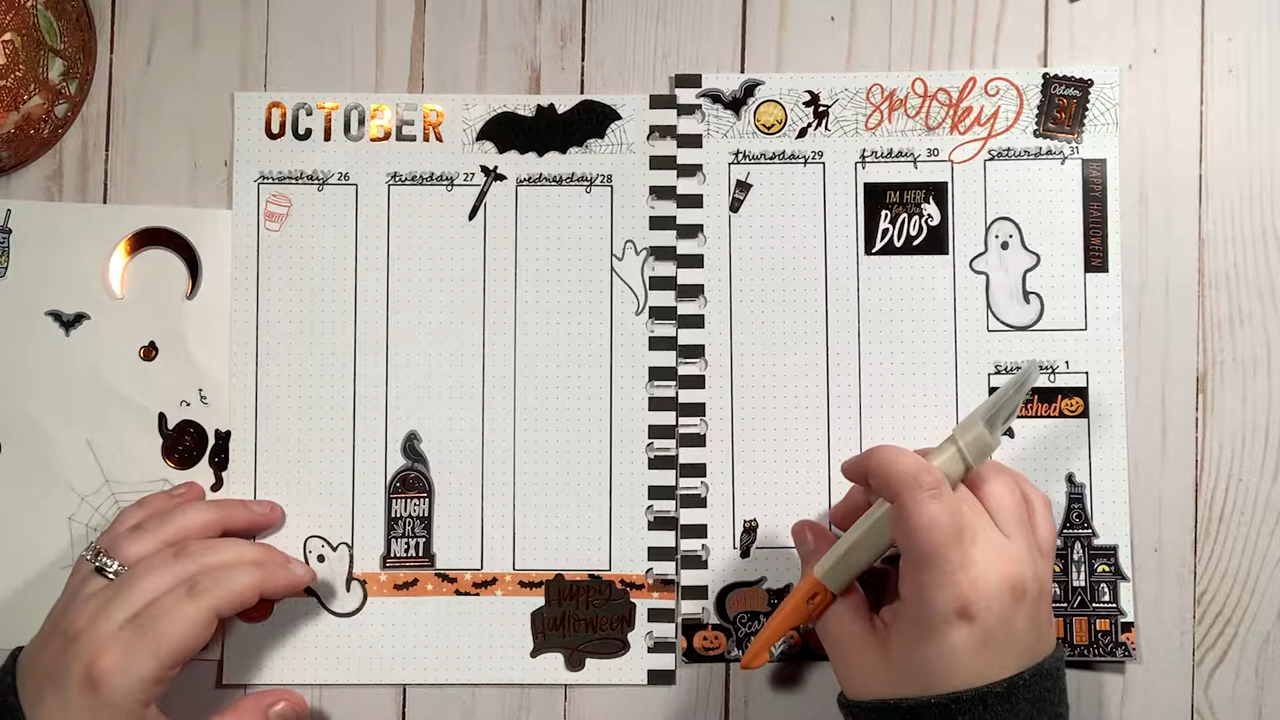 OCTOBER
monday 26
tuesday 27
wednesday 28
COFFEE
HUGH
R
NEXT
Happy
Halloween
spooky
October
31
thursday 29
friday 30
saturday 31
I'M HERE
for the
BOOS
HAPPY HALLOWEEN
sunday 1